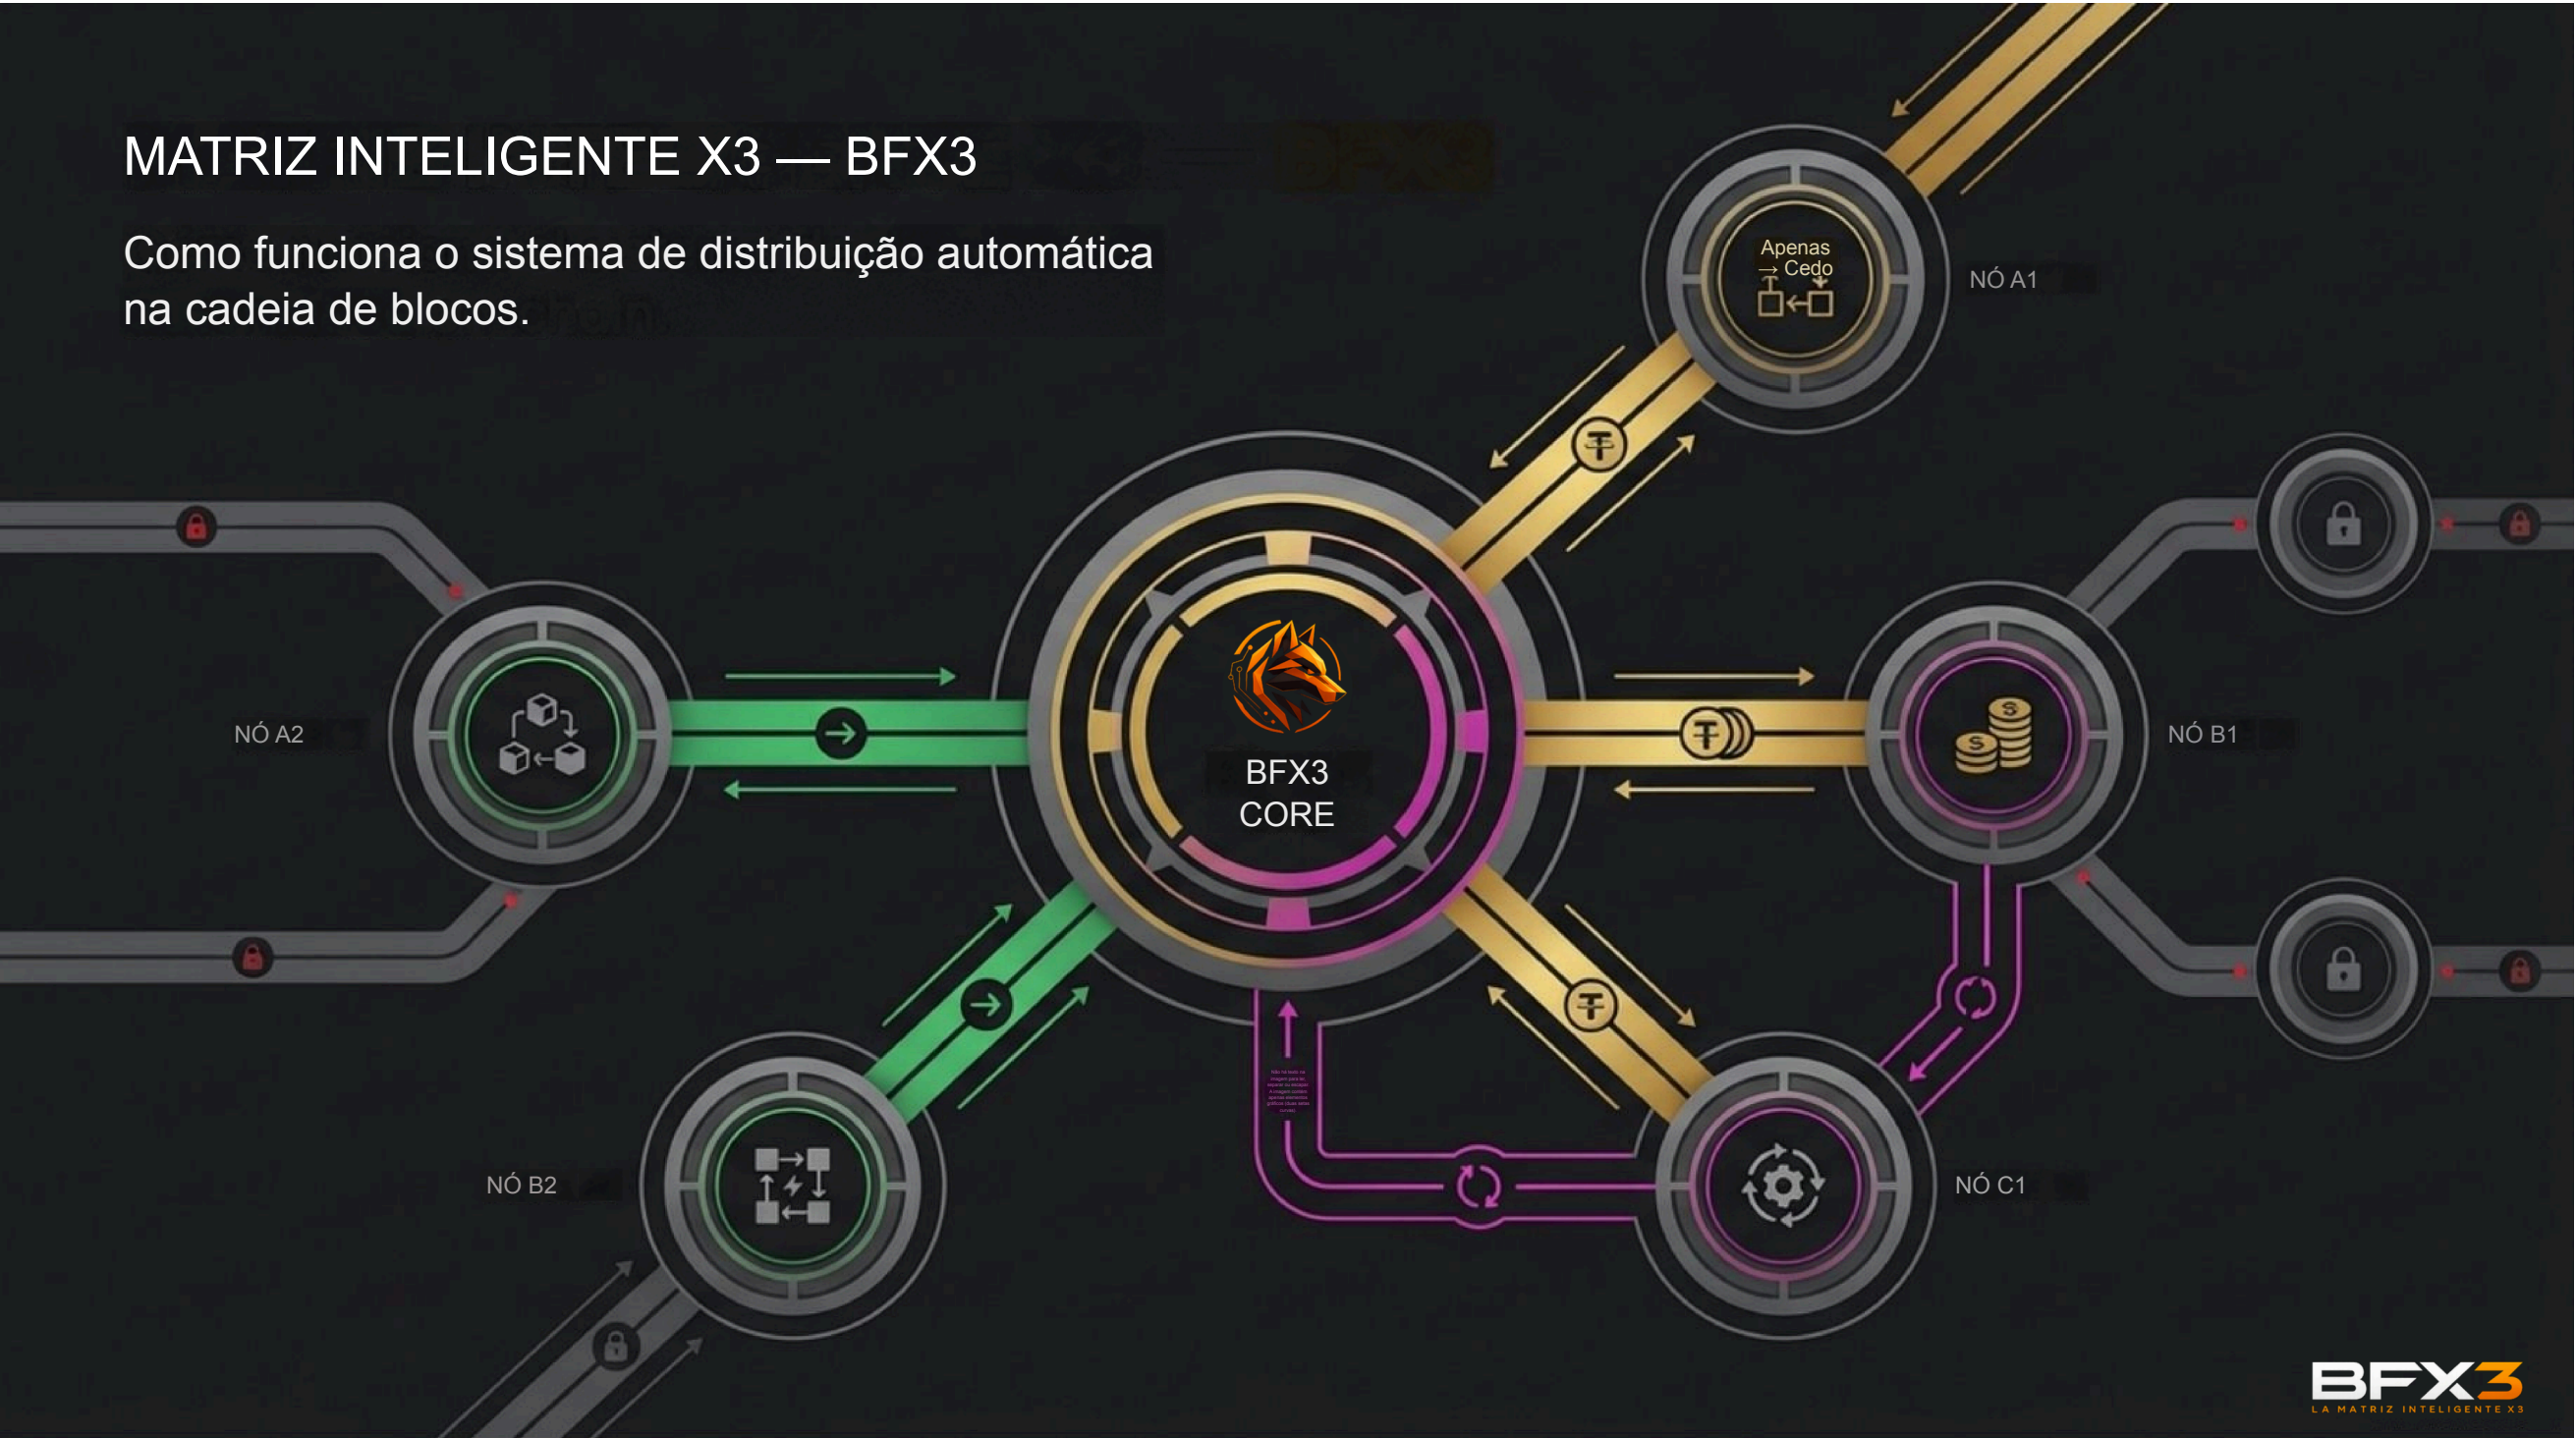 MATRIZ INTELIGENTE X3 — BFX3
Como funciona o sistema de distribuição automática
na cadeia de blocos.
Apenas
→ Cedo
NÓ A1
NÓ A2
BFX3
CORE
NÓ B1
NÓ B2
NÓ C1
BFX3
LA MATRIZ INTELIGENTE X3